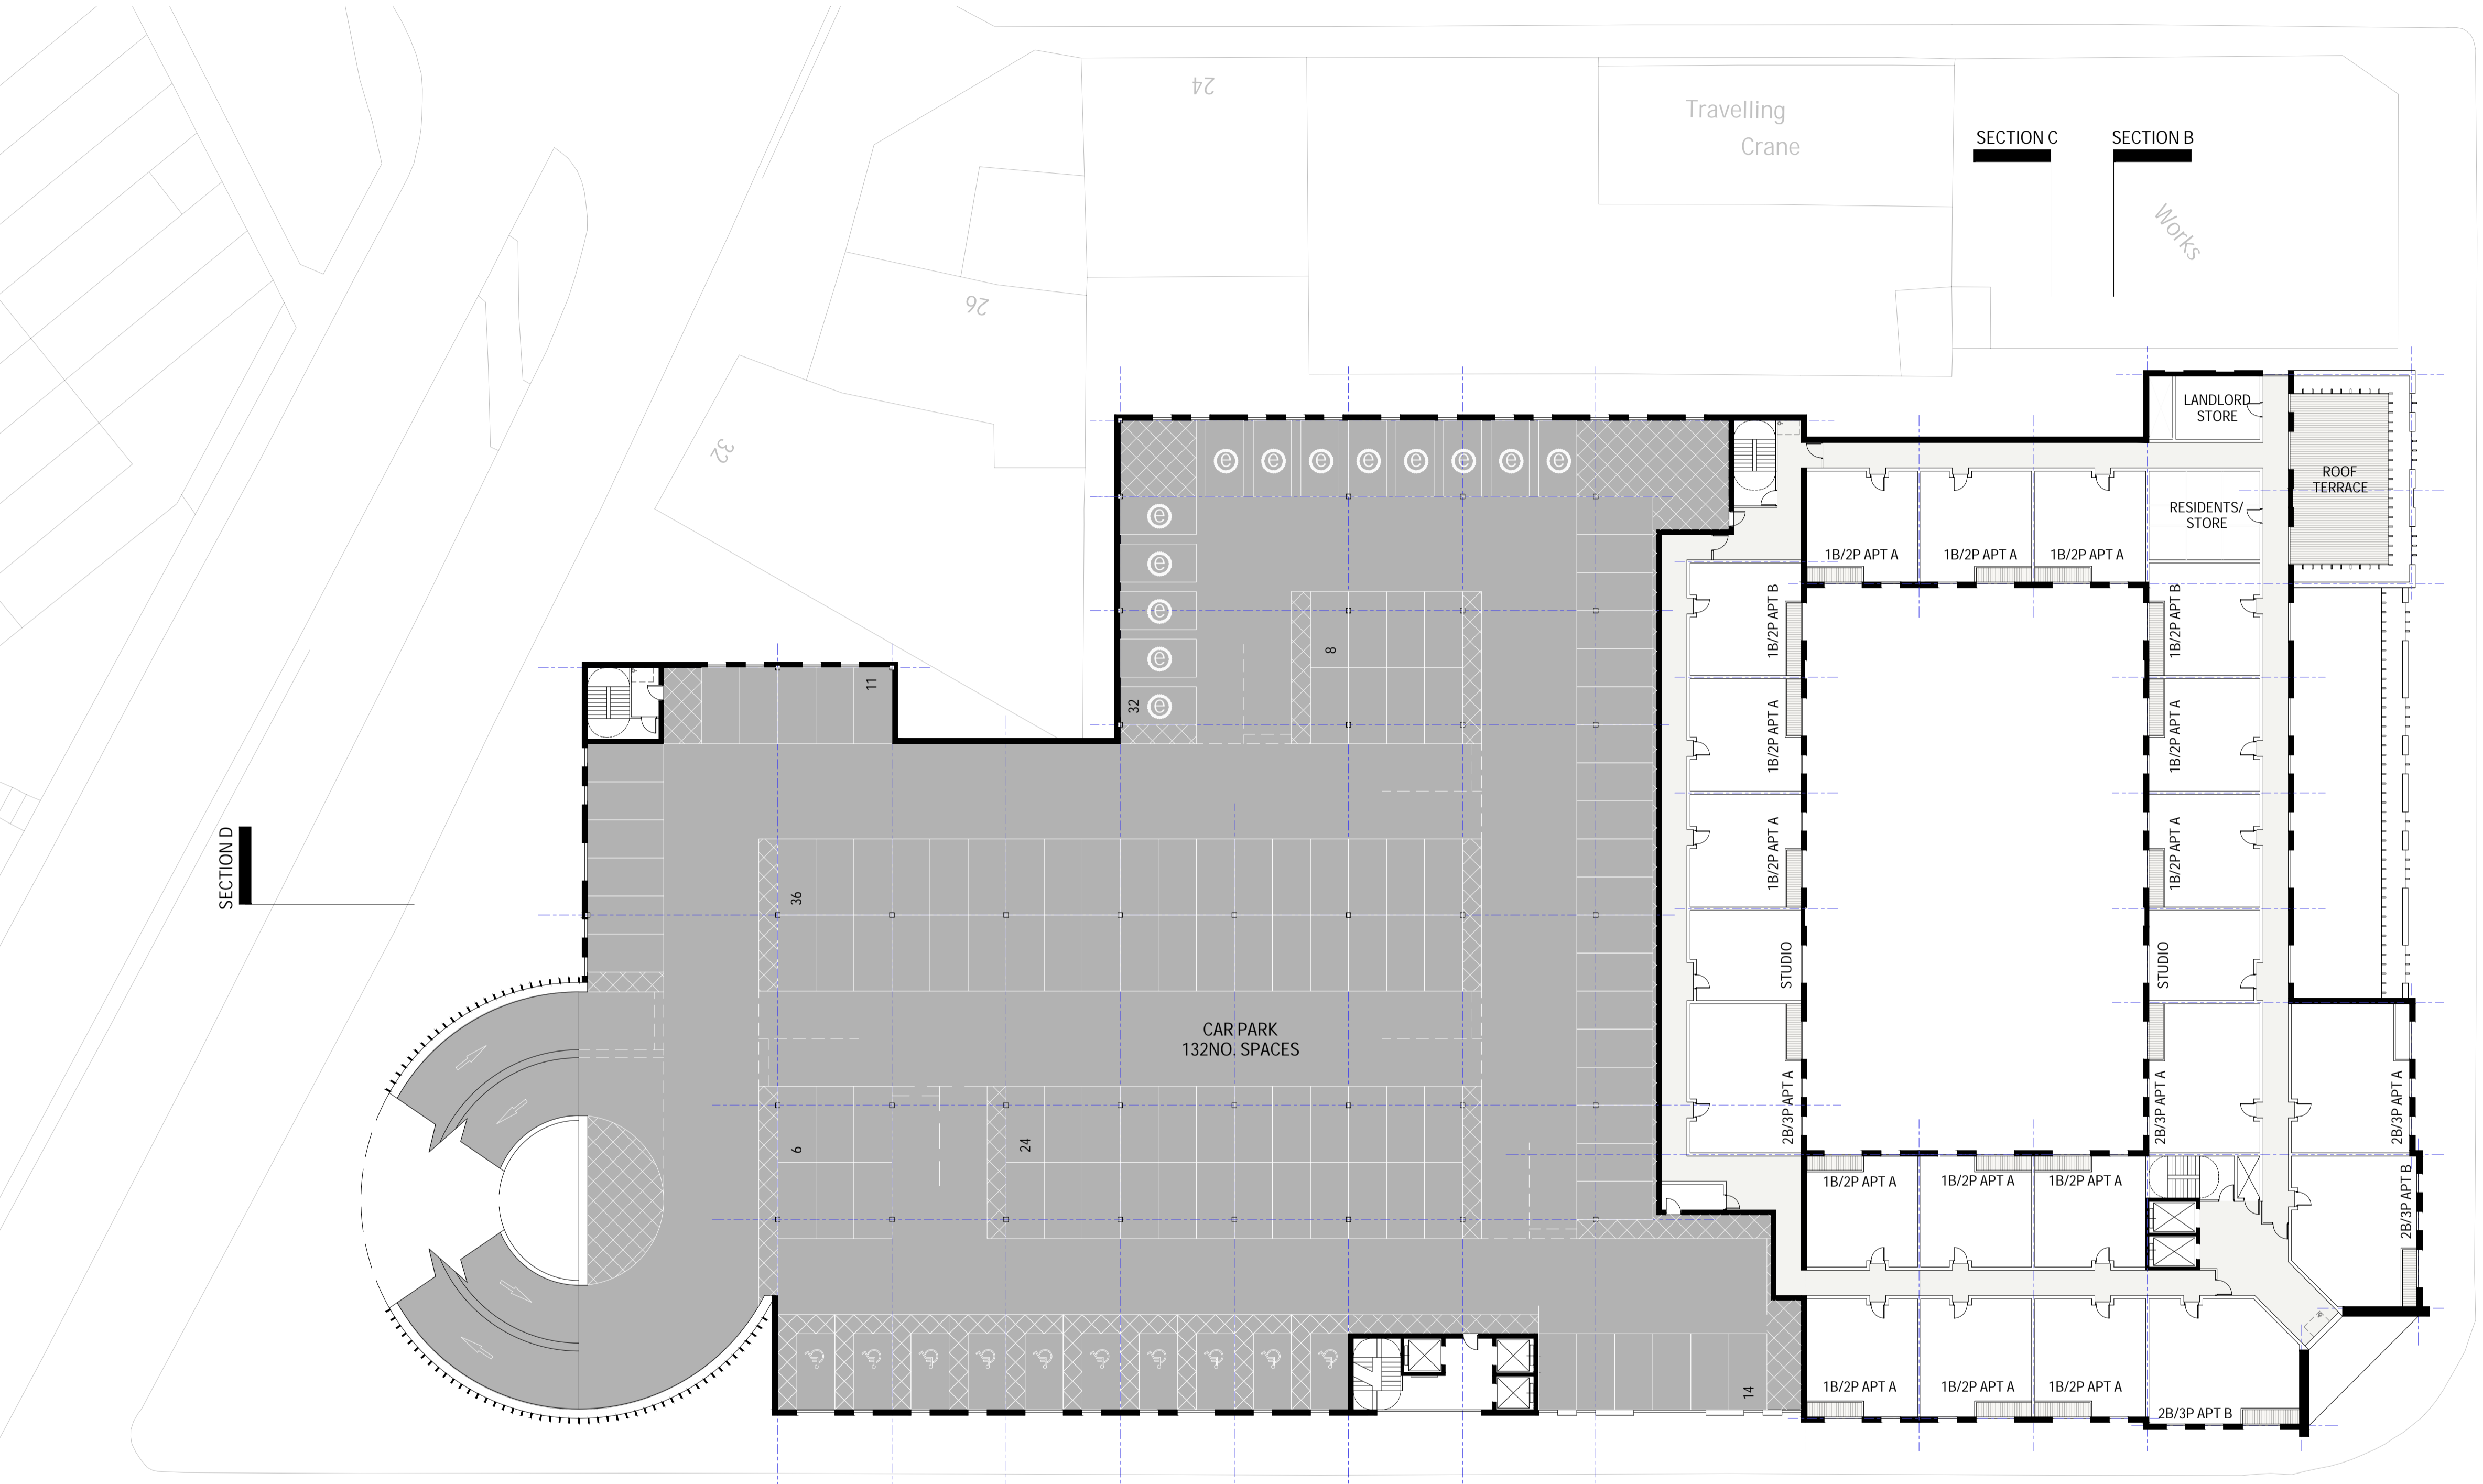 24
Travelling
Crane
SECTION C
SECTION B
Works
26
32
LANDLORD
STORE
ROOF
TERRACE
e e e e e e e e
e
e
e
e
e
RESIDENTS/
STORE
1B/2P APT A
1B/2P APT A
1B/2P APT A
1B/2P APT B
1B/2P APT B
8
11
32
1B/2P APT A
1B/2P APT A
SECTION D
36
1B/2P APT A
1B/2P APT A
STUDIO
STUDIO
CAR PARK
132NO. SPACES
2B/3P APT A
2B/3P APT A
2B/3P APT A
6
24
1B/2P APT A
1B/2P APT A
1B/2P APT A
2B/3P APT B
14
1B/2P APT A
1B/2P APT A
1B/2P APT A
2B/3P APT B